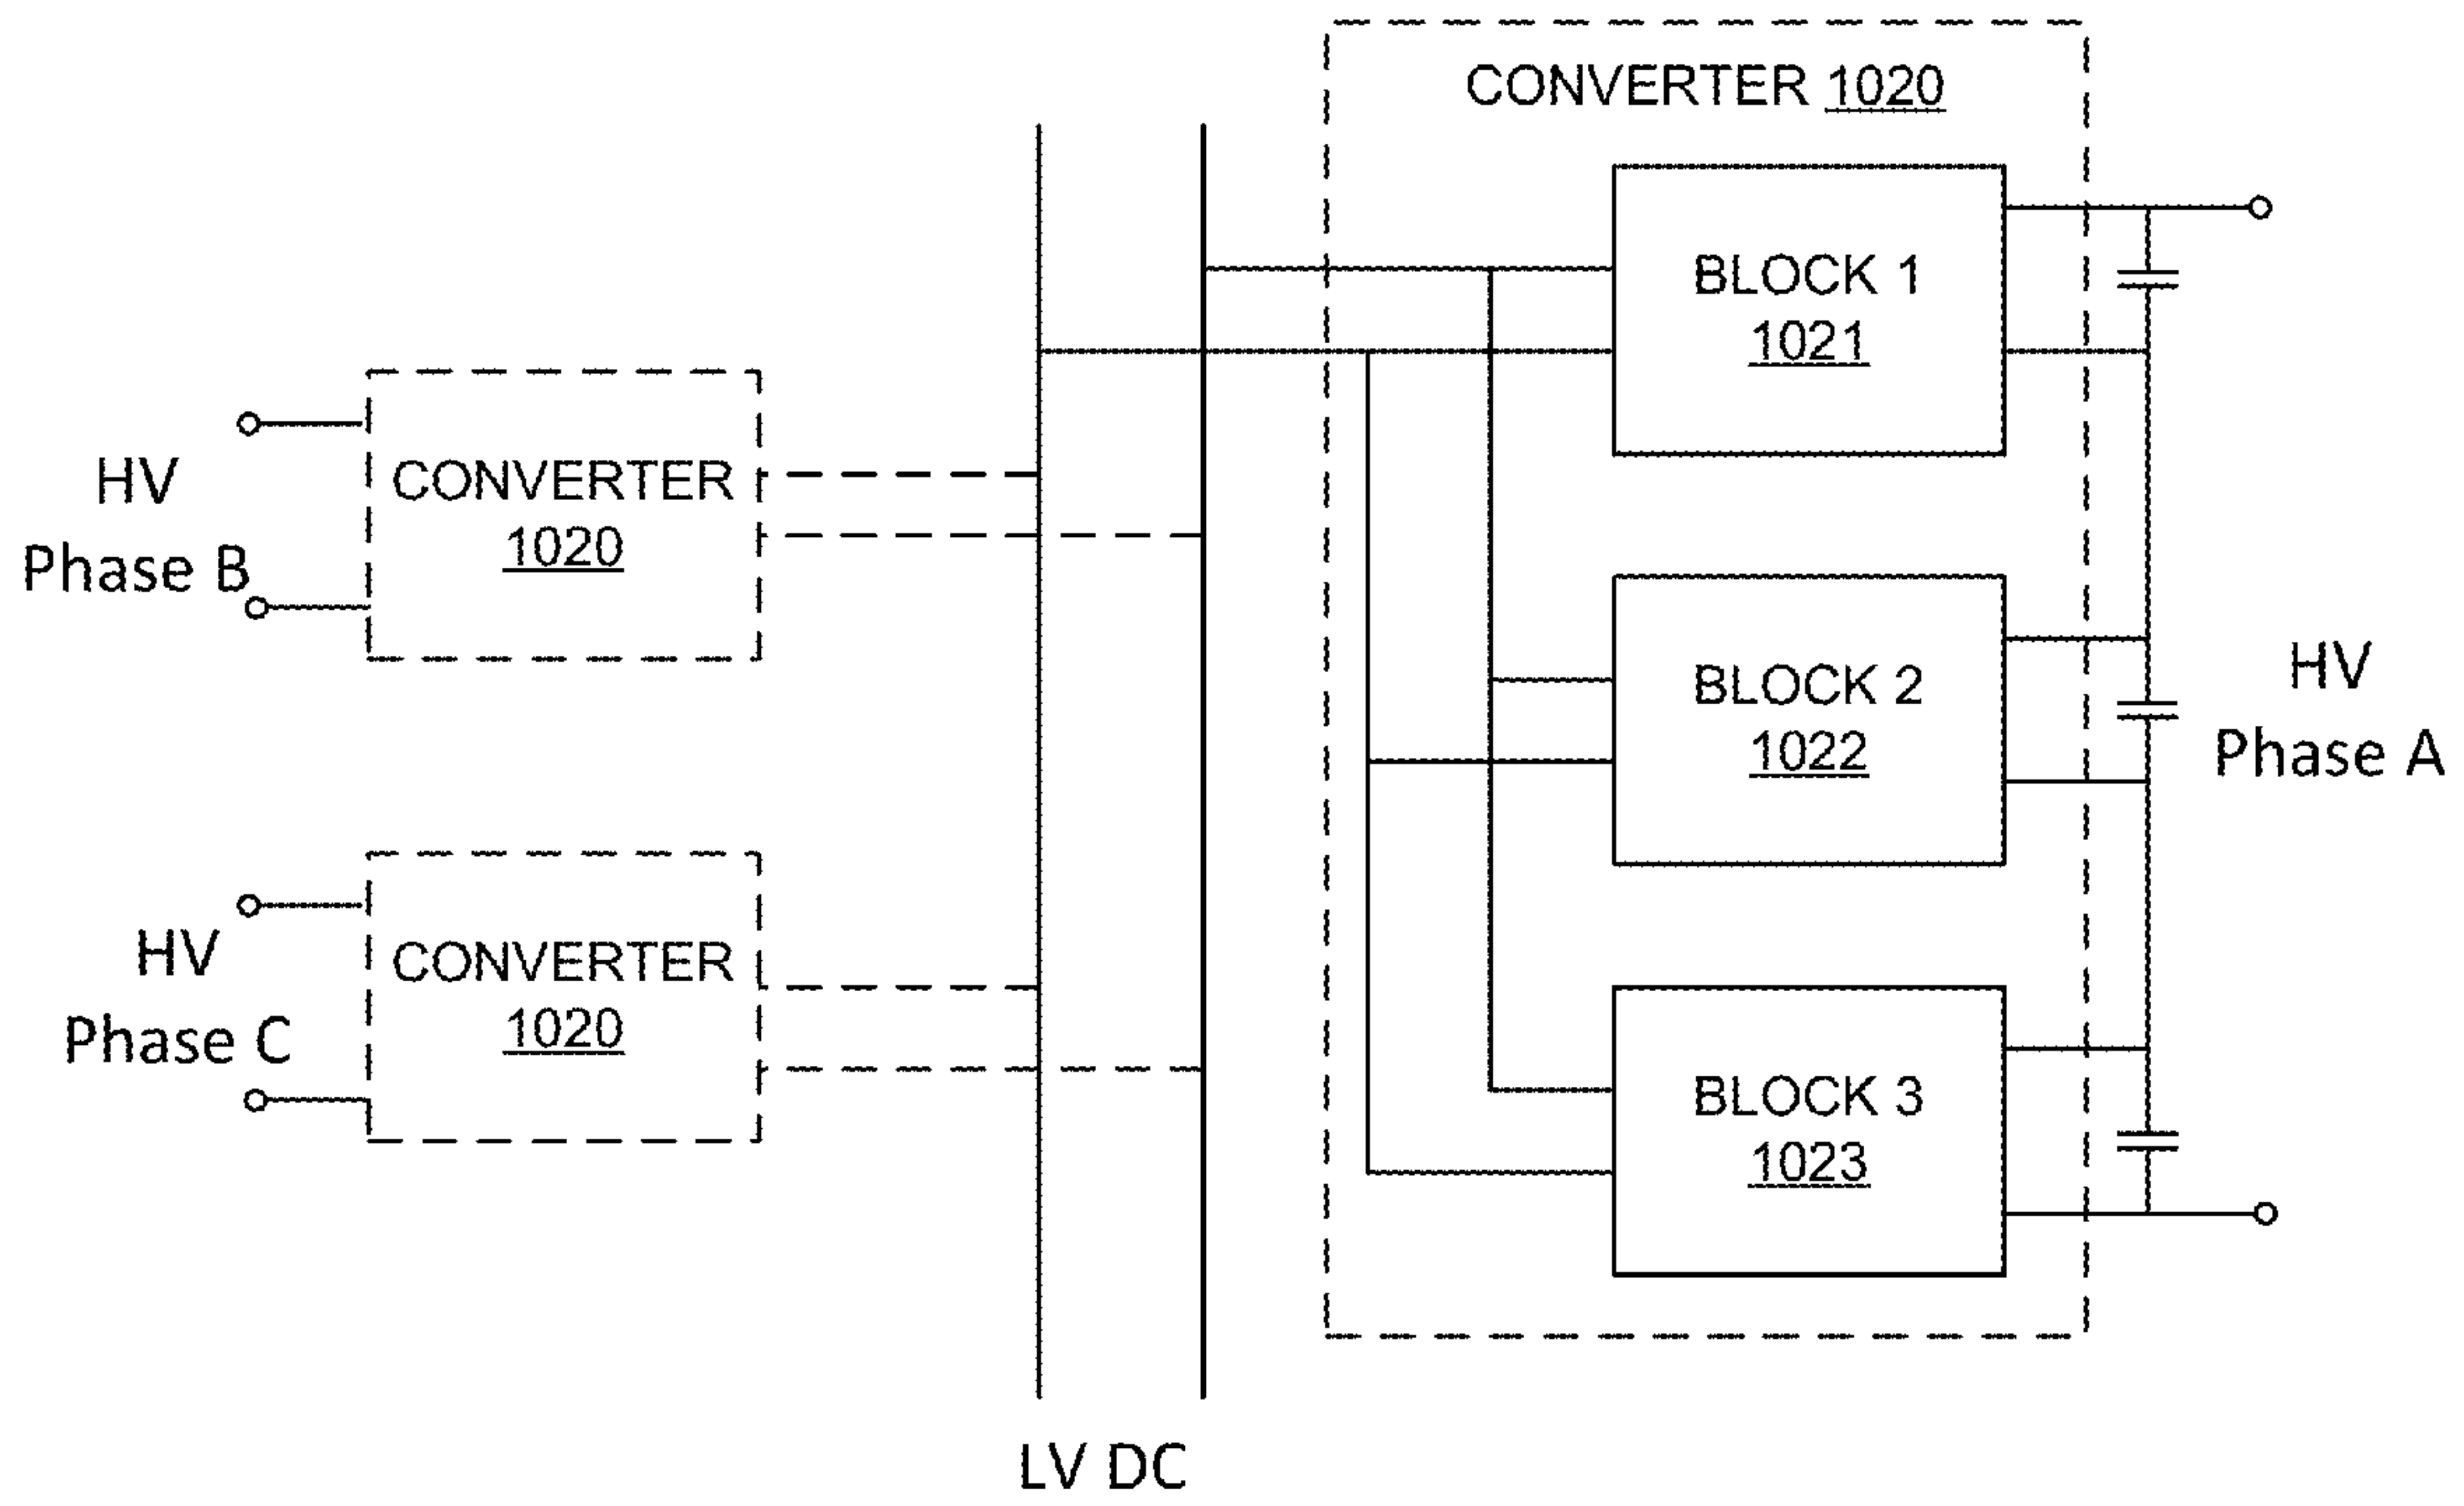 CONVERTER 1020
BLOCK 1
1021
HV
Phase B
CONVERTER
1020
BLOCK 2
1022
HV
Phase A
HV
Phase C
CONVERTER
1020
BLOCK 3
1023
LV DC